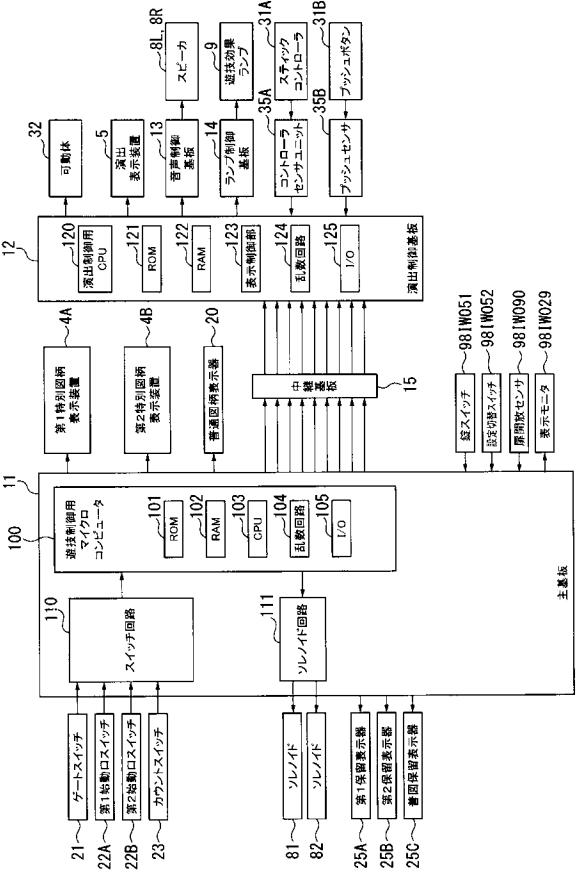 32
可動体
5
演出
表示装置
13
音声制御
基板
8L, 8R
スピーカ
14
ランプ制御
基板
9
遊技効果
ランプ
35A
コントローラ
センサユニット
31A
スティック
コントローラ
35B
プッシュセンサ
31B
プッシュボタン
12
120
演出制御用
CPU
121
ROM
122
RAM
123
表示制御部
124
乱数回路
125
I/O
演出制御基板
4A
第1特別図柄
表示装置
4B
第2特別図柄
表示装置
20
普通図柄表示器
中継
基板
15
98IW051
錠スイッチ
98IW052
設定切替スイッチ
98IW090
扉開放センサ
98IW029
表示モニタ
11
100
遊技制御用
マイクロ
コンピュータ
101
ROM
102
RAM
103
CPU
104
乱数回路
105
I/O
110
スイッチ回路
111
ソレノイド回路
主基板
ゲートスイッチ
21
第1始動口スイッチ
22A
第2始動口スイッチ
22B
カウントスイッチ
23
ソレノイド
81
ソレノイド
82
第1保留表示器
25A
第2保留表示器
25B
普図保留表示器
25C